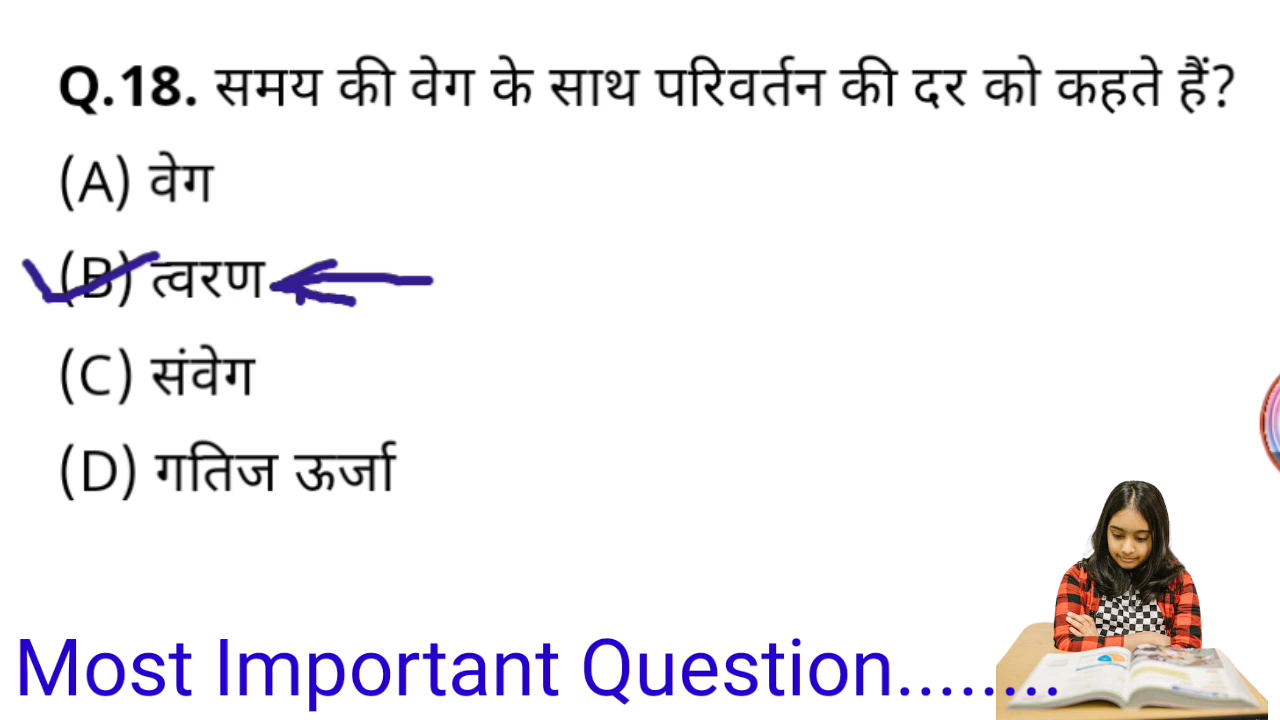 Q.18. समय की वेग के साथ परिवर्तन की दर को कहते हैं?
(A) वेग
(B) त्वरण
(C) संवेग
(D) गतिज ऊर्जा
Most Important Question........